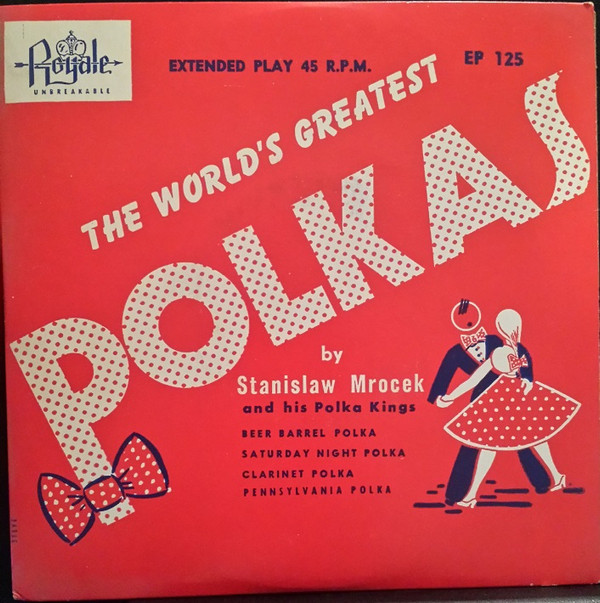 Royale
UNBREAKABLE
EXTENDED PLAY 45 R.P.M.
EP 125
THE WORLD'S GREATEST
POLKAS
by
Stanislaw Mrocek
and his Polka Kings
BEER BARREL POLKA
SATURDAY NIGHT POLKA
CLARINET POLKA
PENNSYLVANIA POLKA